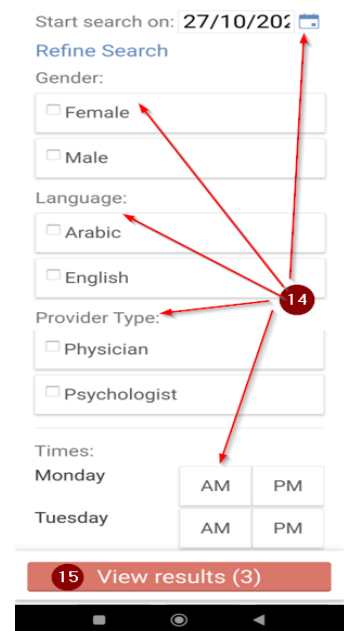 Start search on: 27/10/202
Refine Search
Gender:
Female
Male
Language:
Arabic
English
14
Provider Type:
Physician
Psychologist
Times:
Monday AM PM
Tuesday AM PM
15 View results (3)